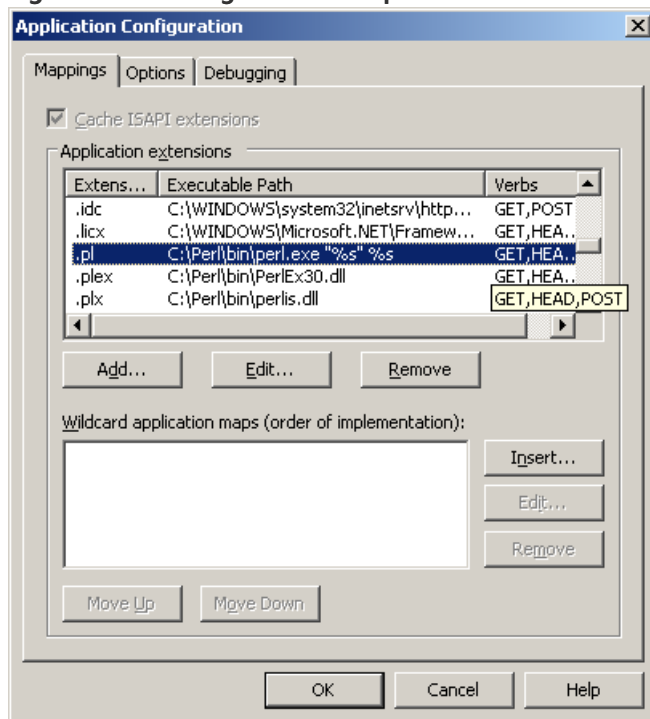 Application Configuration
Mappings Options Debugging
Cache ISAPI extensions
Application extensions
Extens... Executable Path Verbs
.idc C:\WINDOWS\system32\inetsrv\http... GET,POST
.licx C:\WINDOWS\Microsoft.NET\Framew... GET,HEA..
.pl C:\Perl\bin\perl.exe "%s" %s GET,HEA..
.plex C:\Perl\bin\PerlEx30.dll GET,HEA..
.plx C:\Perl\bin\perlis.dll GET,HEAD,POST
Add... Edit... Remove
Wildcard application maps (order of implementation):
Insert...
Edit...
Remove
Move Up Move Down
OK Cancel Help